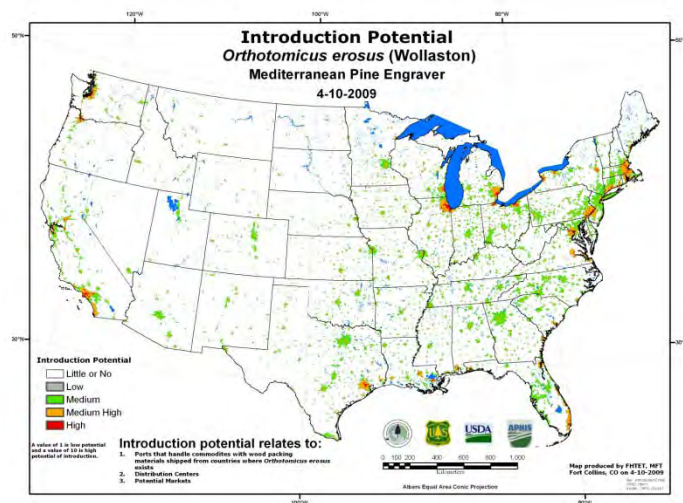 120°W
100°W
80°W
50°N
50°N
Introduction Potential
Orthotomicus erosus (Wollaston)
Mediterranean Pine Engraver
4-10-2009
30°N
30°N
Introduction Potential
Little or No
Low
Medium
Medium High
High
A value of 1 is low potential
and a value of 10 is high
potential of introduction.
Introduction potential relates to:
1. Ports that handle commodities with wood packing
materials shipped from countries where Orthotomicus erosus
exists
2. Distribution Centers
3. Potential Markets
USDA
APHIS
0 100 200 400 600 800 1,000
Kilometers
Albers Equal Area Conic Projection
Map produced by FHTET, MFT
Fort Collins, CO on 4-10-2009
100°W